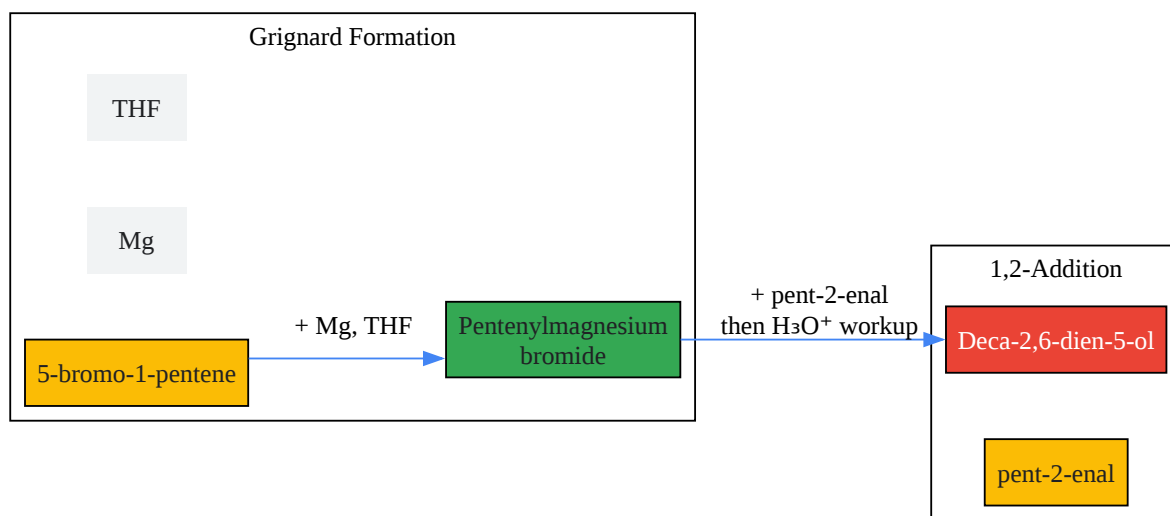 Grignard Formation
THF
Mg
5-bromo-1-pentene
+ Mg, THF
Pentenylmagnesium
bromide
+ pent-2-enal
then H₃O⁺ workup
1,2-Addition
Deca-2,6-dien-5-ol
pent-2-enal